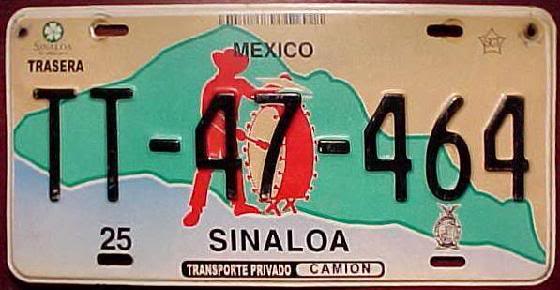 SINALOA
MEXICO
TRASERA
TT-47-464
25
SINALOA
TRANSPORTE PRIVADO CAMION